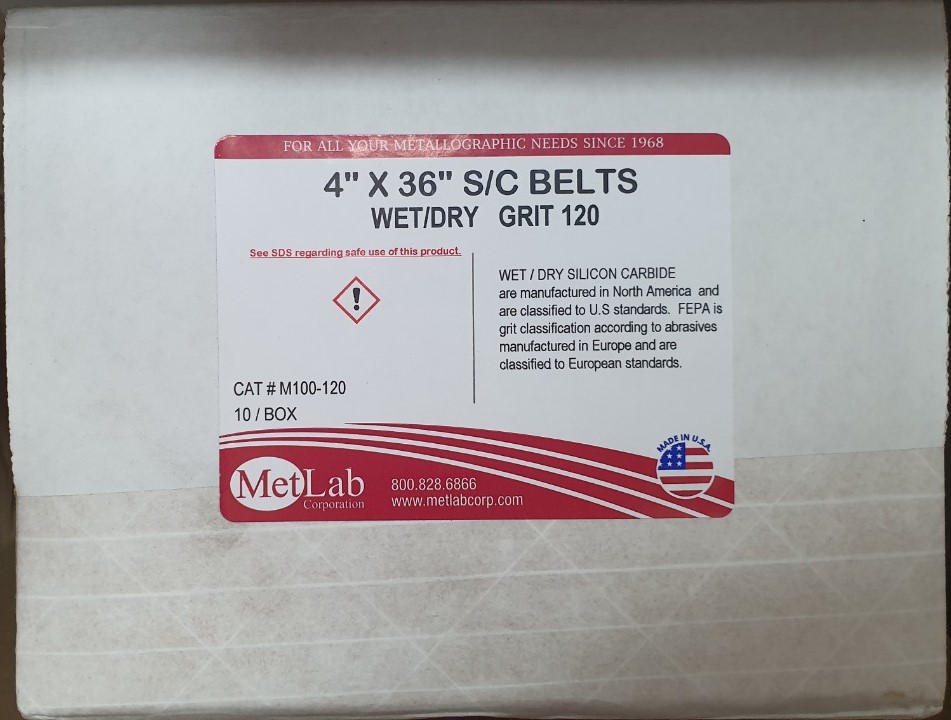 FOR ALL YOUR METALLOGRAPHIC NEEDS SINCE 1968
4" X 36" S/C BELTS
WET/DRY GRIT 120
See SDS regarding safe use of this product.
!
WET / DRY SILICON CARBIDE
are manufactured in North America and
are classified to U.S standards. FEPA is
grit classification according to abrasives
manufactured in Europe and are
classified to European standards.
CAT # M100-120
10 / BOX
MADE IN U.S.A.
MetLab
Corporation
800.828.6866
www.metlabcorp.com